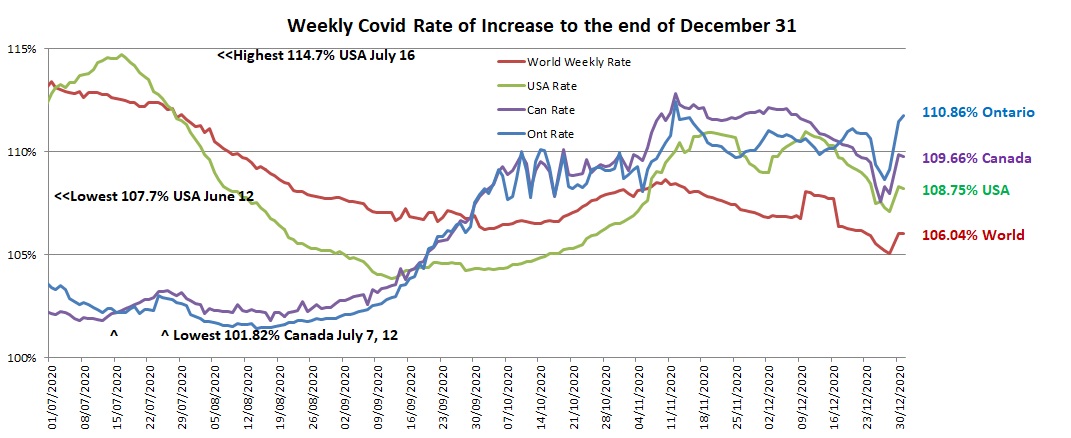 Weekly Covid Rate of Increase to the end of December 31
115%
110%
105%
100%
<<Highest 114.7% USA July 16
World Weekly Rate
USA Rate
Can Rate
Ont Rate
<<Lowest 107.7% USA June 12
^
^ Lowest 101.82% Canada July 7, 12
110.86% Ontario
109.66% Canada
108.75% USA
106.04% World
01/07/2020
08/07/2020
15/07/2020
22/07/2020
29/07/2020
05/08/2020
12/08/2020
19/08/2020
26/08/2020
02/09/2020
09/09/2020
16/09/2020
23/09/2020
30/09/2020
07/10/2020
14/10/2020
21/10/2020
28/10/2020
04/11/2020
11/11/2020
18/11/2020
25/11/2020
02/12/2020
09/12/2020
16/12/2020
23/12/2020
30/12/2020